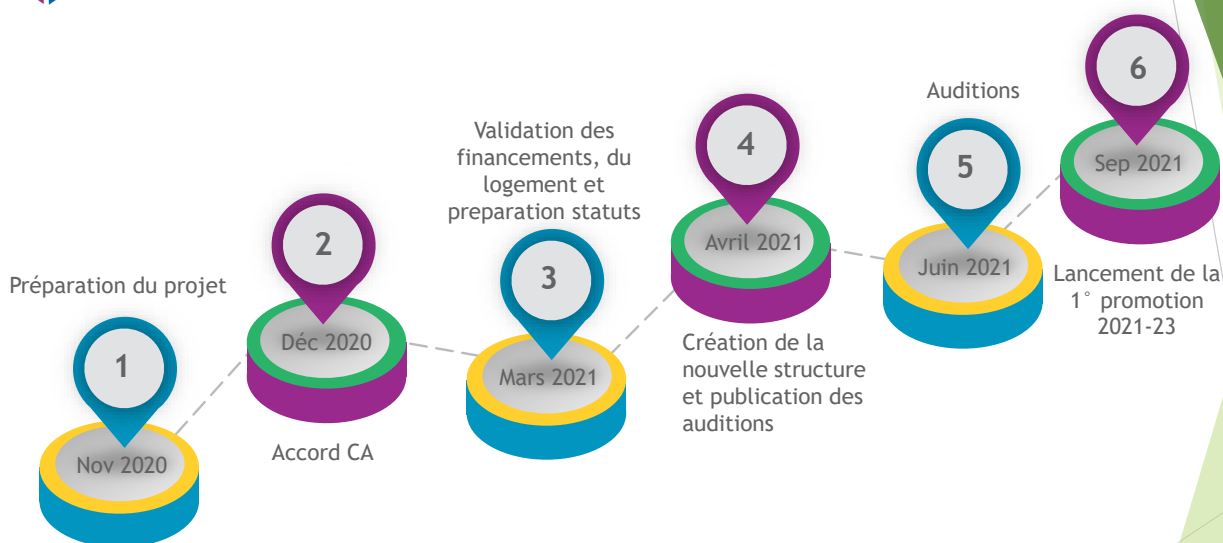 1
Préparation du projet
Nov 2020
2
Déc 2020
Accord CA
Validation des
financements, du
logement et
preparation statuts
3
Mars 2021
4
Avril 2021
Création de la
nouvelle structure
et publication des
auditions
Auditions
5
Juin 2021
6
Sep 2021
Lancement de la
1° promotion
2021-23